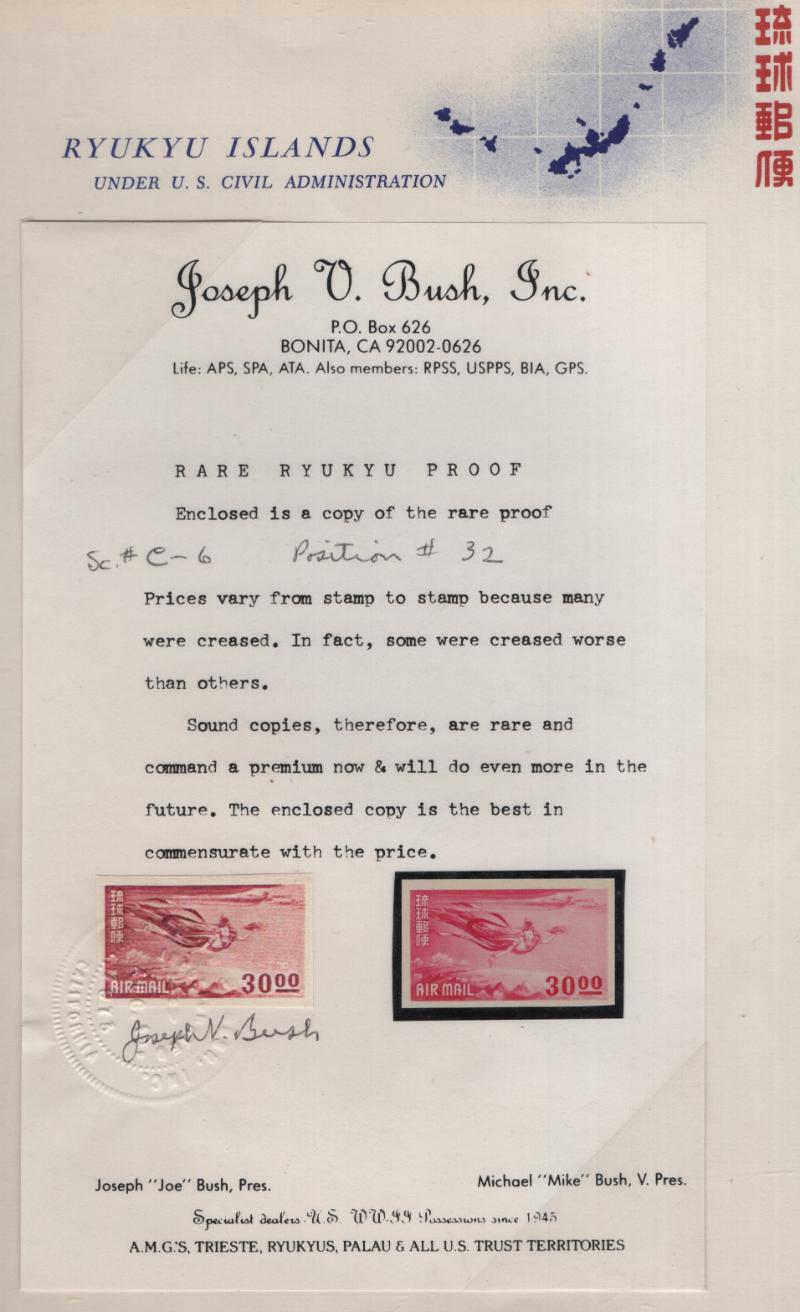 琉球郵便
RYUKYU ISLANDS
UNDER U. S. CIVIL ADMINISTRATION
Joseph V. Bush, Inc.
P.O. Box 626
BONITA, CA 92002-0626
Life: APS, SPA, ATA. Also members: RPSS, USPPS, BIA, GPS.
RARE RYUKYU PROOF
Enclosed is a copy of the rare proof
Sc. # C-6 Position # 32
Prices vary from stamp to stamp because many
were creased. In fact, some were creased worse
than others.
Sound copies, therefore, are rare and
command a premium now & will do even more in the
future. The enclosed copy is the best in
commensurate with the price.
琉球郵便
AIR MAIL 3000
琉球郵便
AIR MAIL 3000
CALIFORNIA
INC.
Joseph V. Bush
Joseph "Joe" Bush, Pres.
Michael "Mike" Bush, V. Pres.
Specialist dealers U.S. WW-II Possessions since 1945
A.M.G.'S, TRIESTE, RYUKYUS, PALAU & ALL U.S. TRUST TERRITORIES